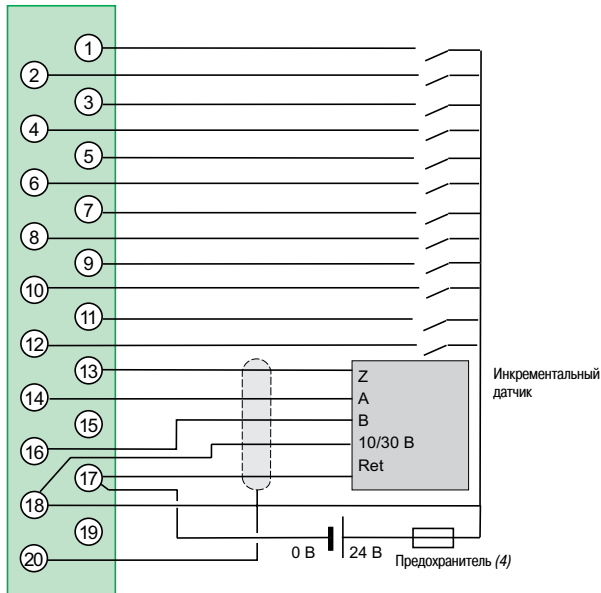 1
2
3
4
5
6
7
8
9
10
11
12
13
Z
Инкрементальный
датчик
14
A
15
B
16
10/30 В
17
Ret
18
19
0 В
24 В
Предохранитель (4)
20